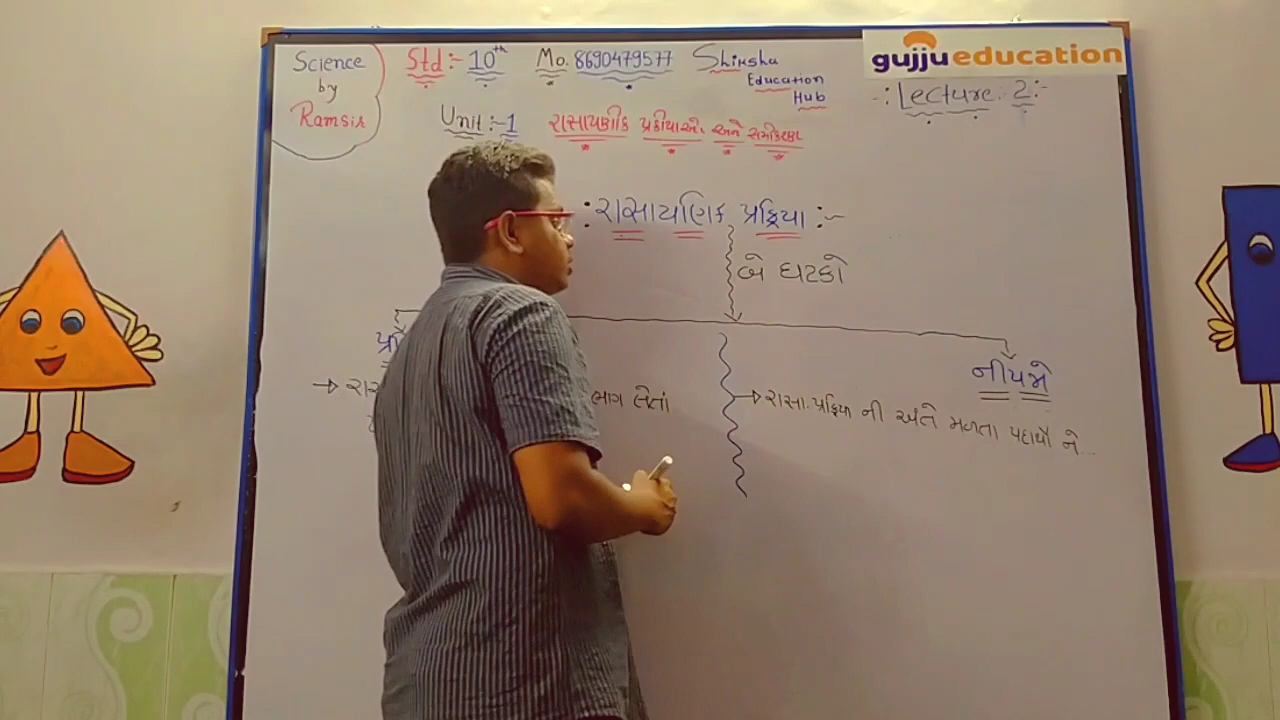 Science
by
Ramsir
Std:- 10th Mo. 8690479577 Shiksha
Education
Hub
gujjueducation
-:Lecture. 2:-
Unit:-1 રાસાયણીક પ્રકીયાઓ અને સમીકરણ
:રાસાયણિક પ્રક્રિયા :-
બે ઘટકો
નીપજો
ભાગ લેતાં
→ રાસા. પ્રક્રિયા ની અંતે મળતા પદાર્થો ને...